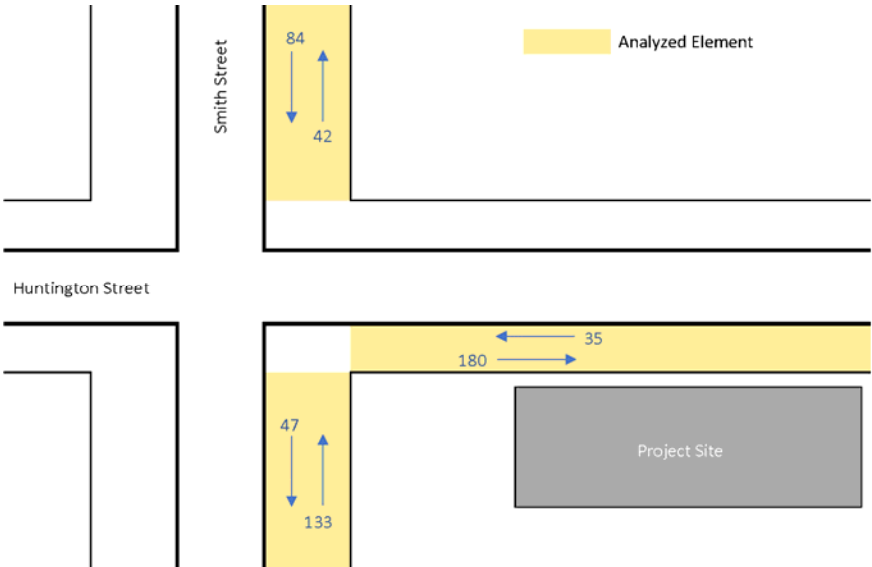 84
Smith Street
Analyzed Element
42
Huntington Street
35
180
47
Project Site
133